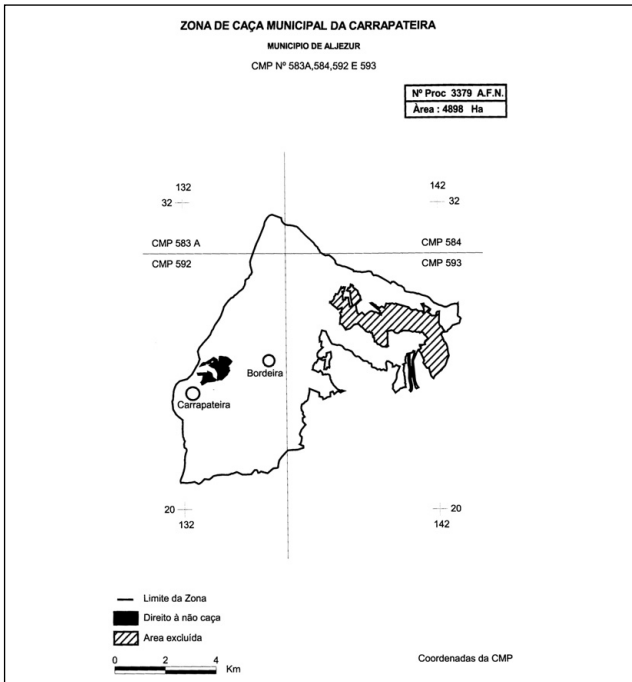 ZONA DE CAÇA MUNICIPAL DA CARRAPATEIRA
MUNICIPIO DE ALJEZUR
CMP Nº 583A,584,592 E 593
Nº Proc 3379 A.F.N.
Àrea : 4898 Ha
132
142
32
32
CMP 583 A
CMP 584
CMP 592
CMP 593
Bordeira
Carrapateira
20
20
132
142
Limite da Zona
Direito à não caça
Area excluída
0 2 4
Km
Coordenadas da CMP